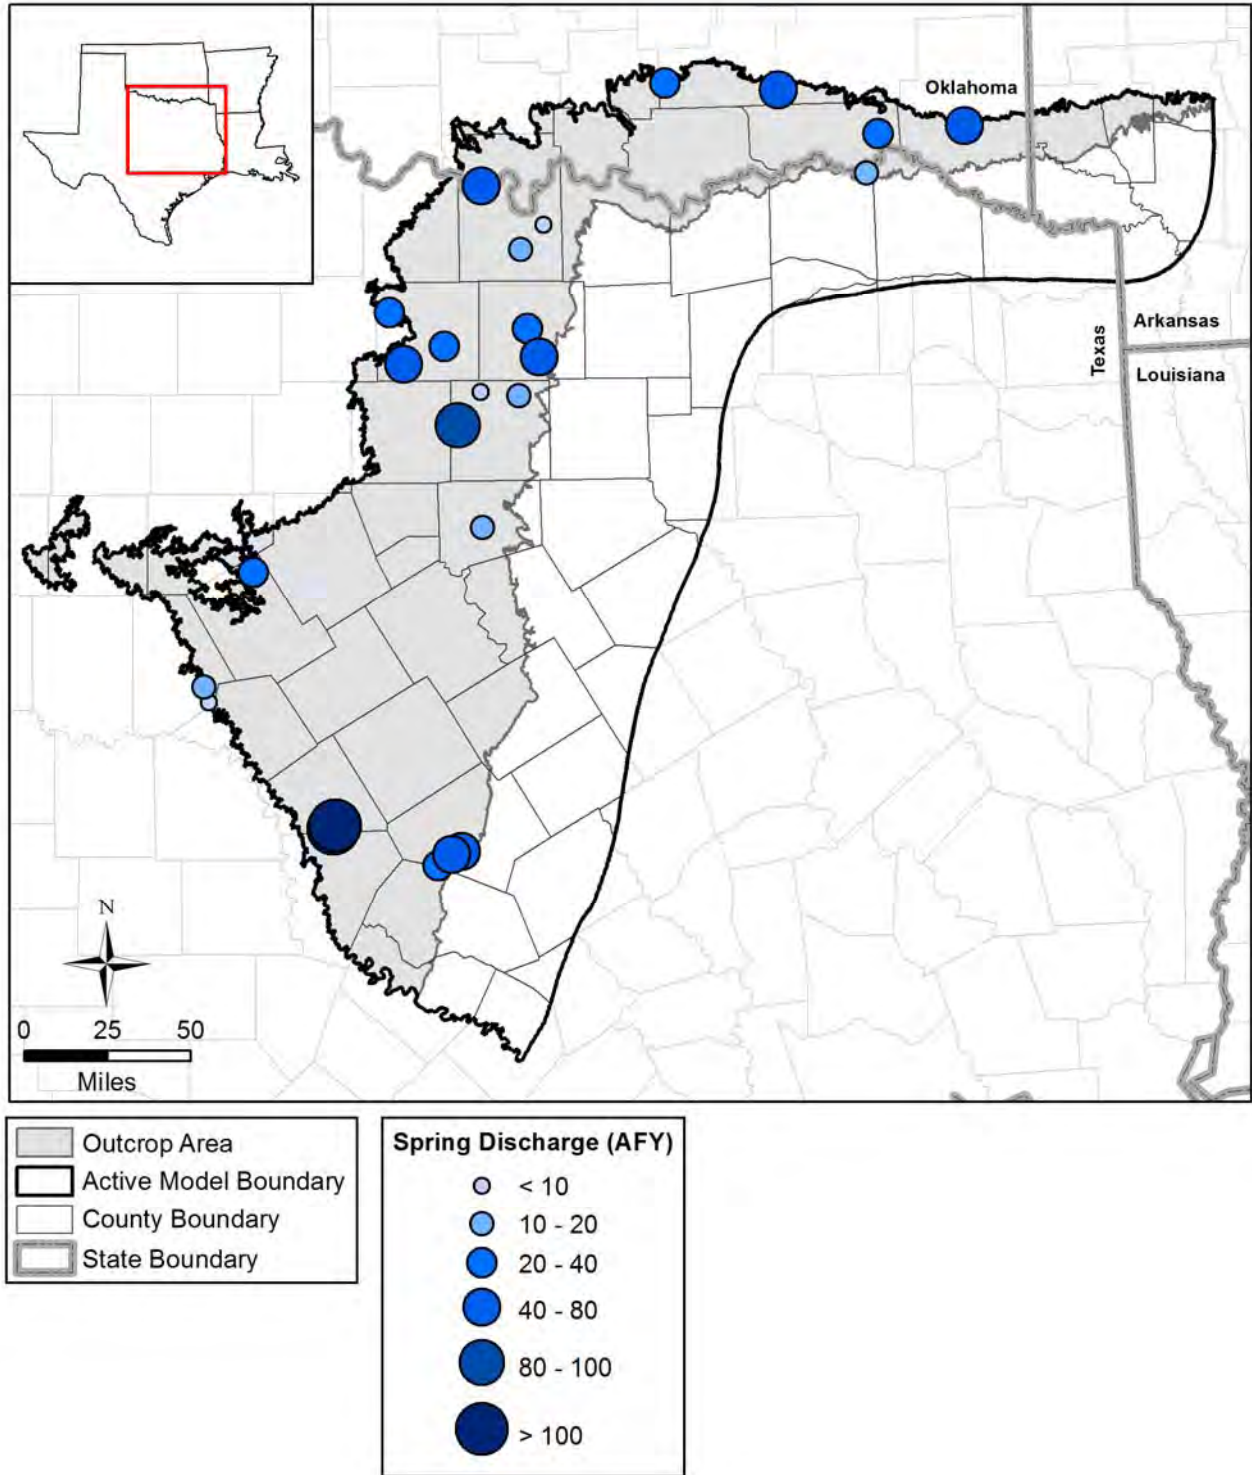 Oklahoma
Texas
Arkansas
Louisiana
N
0 25 50
Miles
Outcrop Area
Active Model Boundary
County Boundary
State Boundary
Spring Discharge (AFY)
< 10
10 - 20
20 - 40
40 - 80
80 - 100
> 100